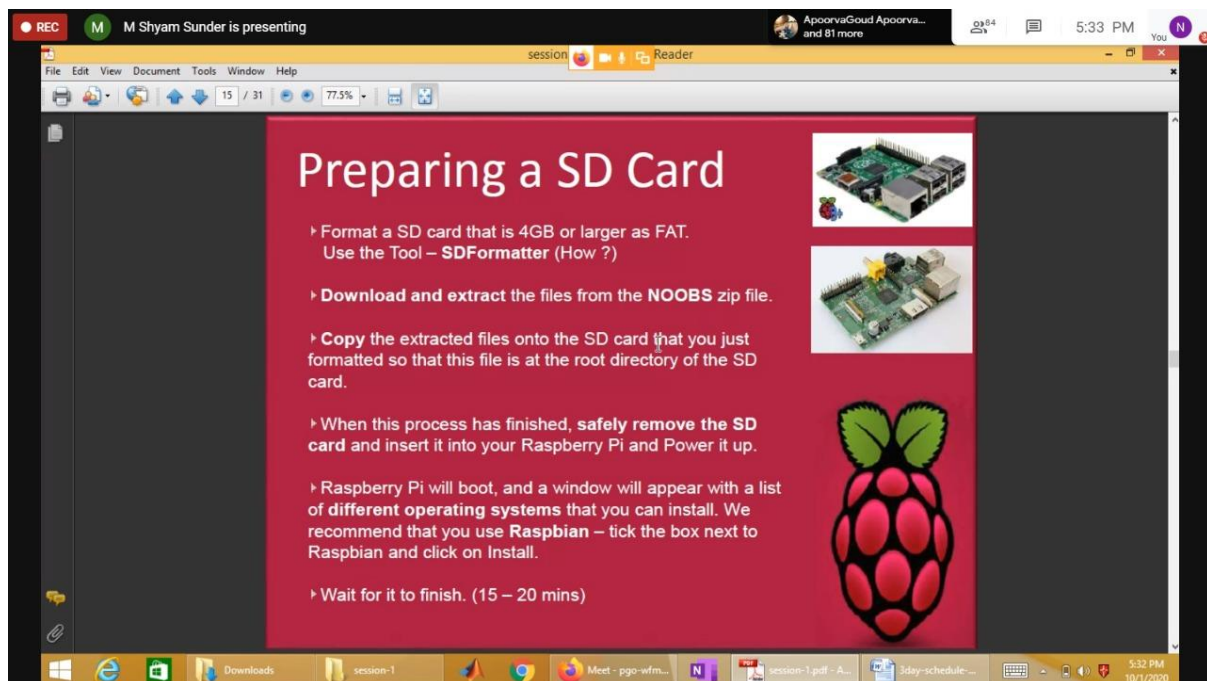 REC
M
M Shyam Sunder is presenting
ApoorvaGoud Apoorva...
and 81 more
84
5:33 PM
You
N
session
Reader
File Edit View Document Tools Window Help
15 / 31
77.5%
Preparing a SD Card
Format a SD card that is 4GB or larger as FAT.
Use the Tool – SDFormatter (How ?)
Download and extract the files from the NOOBS zip file.
Copy the extracted files onto the SD card that you just
formatted so that this file is at the root directory of the SD
card.
When this process has finished, safely remove the SD
card and insert it into your Raspberry Pi and Power it up.
Raspberry Pi will boot, and a window will appear with a list
of different operating systems that you can install. We
recommend that you use Raspbian – tick the box next to
Raspbian and click on Install.
Wait for it to finish. (15 – 20 mins)
Downloads
session-1
Meet - pgo-wfm...
N
session-1.pdf - A...
3day-schedule-...
5:32 PM
10/1/2020